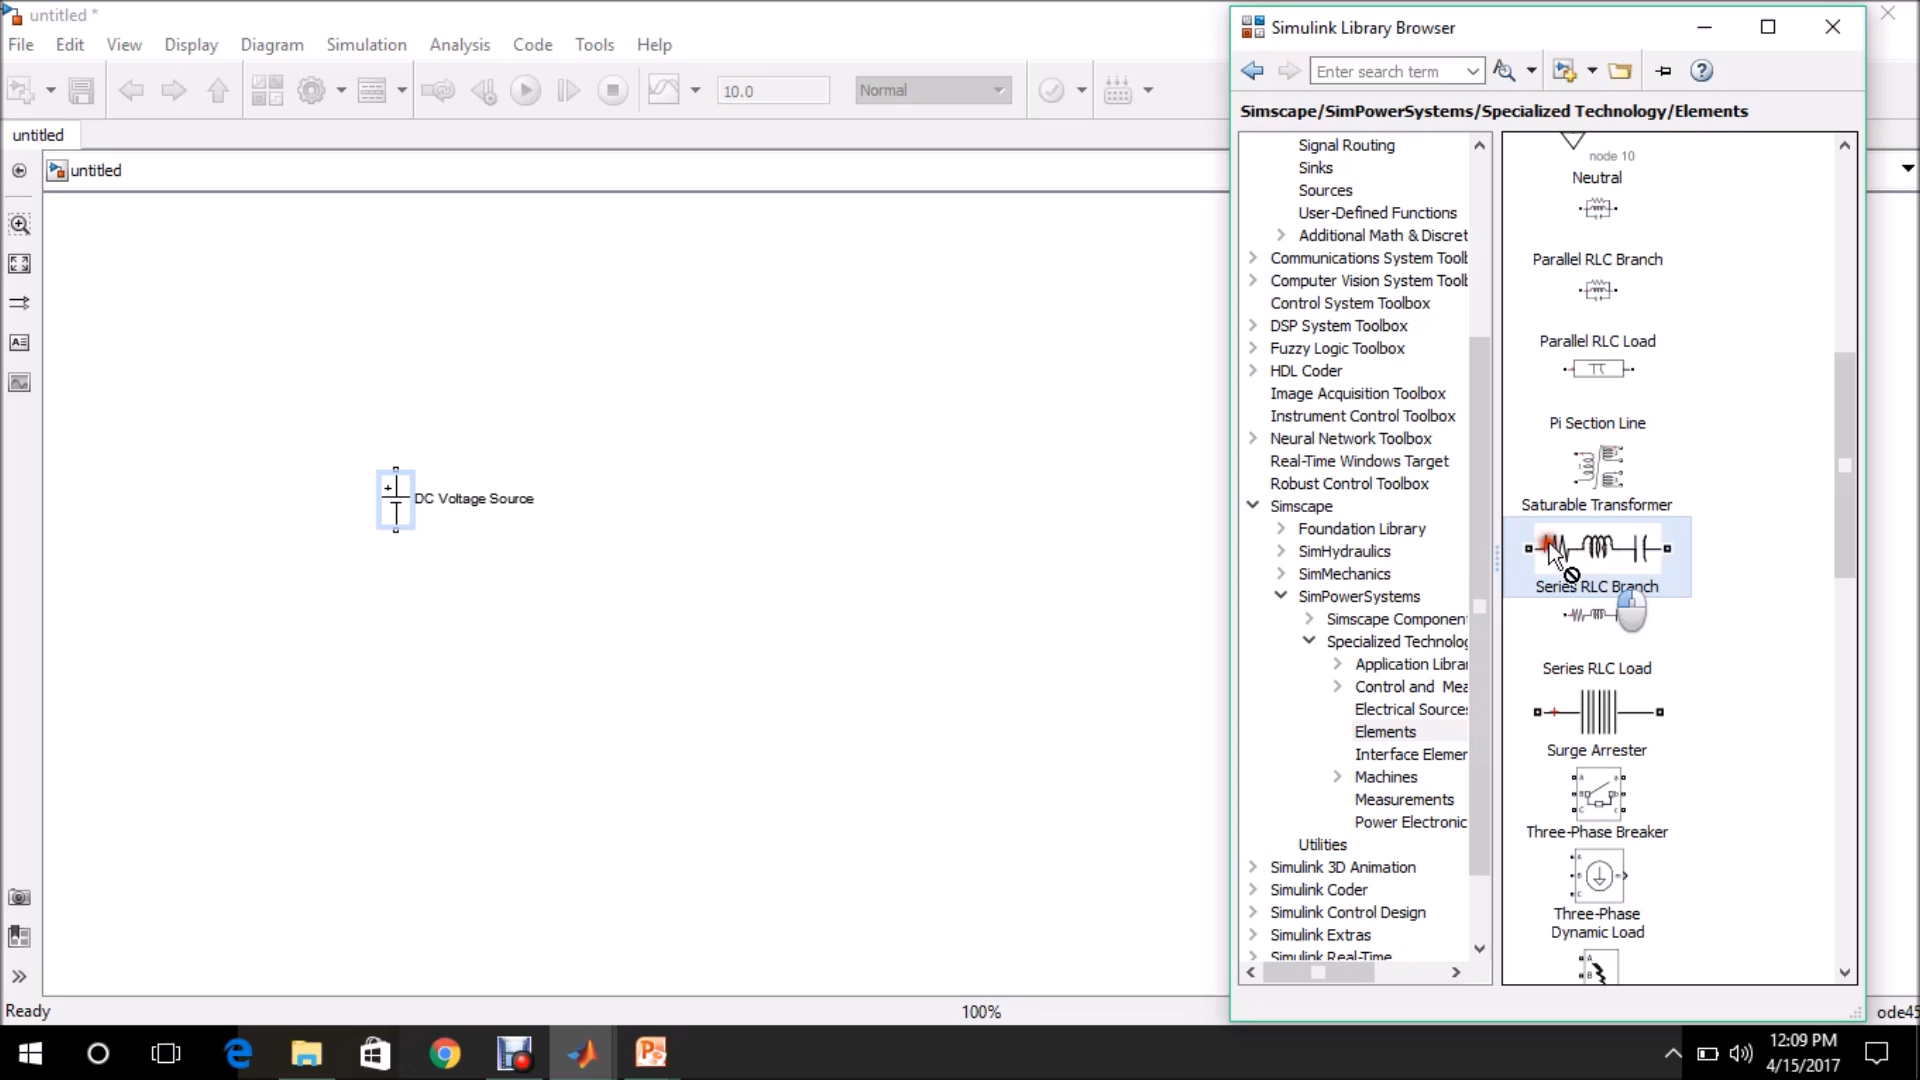 untitled *
File Edit View Display Diagram Simulation Analysis Code Tools Help
10.0
Normal
untitled
untitled
+
DC Voltage Source
Ready
100%
ode45
Simulink Library Browser
Enter search term
Simscape/SimPowerSystems/Specialized Technology/Elements
Signal Routing
Sinks
Sources
User-Defined Functions
Additional Math & Discret
Communications System Toolb
Computer Vision System Toolb
Control System Toolbox
DSP System Toolbox
Fuzzy Logic Toolbox
HDL Coder
Image Acquisition Toolbox
Instrument Control Toolbox
Neural Network Toolbox
Real-Time Windows Target
Robust Control Toolbox
Simscape
Foundation Library
SimHydraulics
SimMechanics
SimPowerSystems
Simscape Componen
Specialized Technolog
Application Librar
Control and Mea
Electrical Sources
Elements
Interface Elemen
Machines
Measurements
Power Electronic
Utilities
Simulink 3D Animation
Simulink Coder
Simulink Control Design
Simulink Extras
Simulink Real-Time
node 10
Neutral
Parallel RLC Branch
Parallel RLC Load
Pi Section Line
Saturable Transformer
Series RLC Branch
Series RLC Load
Surge Arrester
Three-Phase Breaker
Three-Phase
Dynamic Load
12:09 PM
4/15/2017